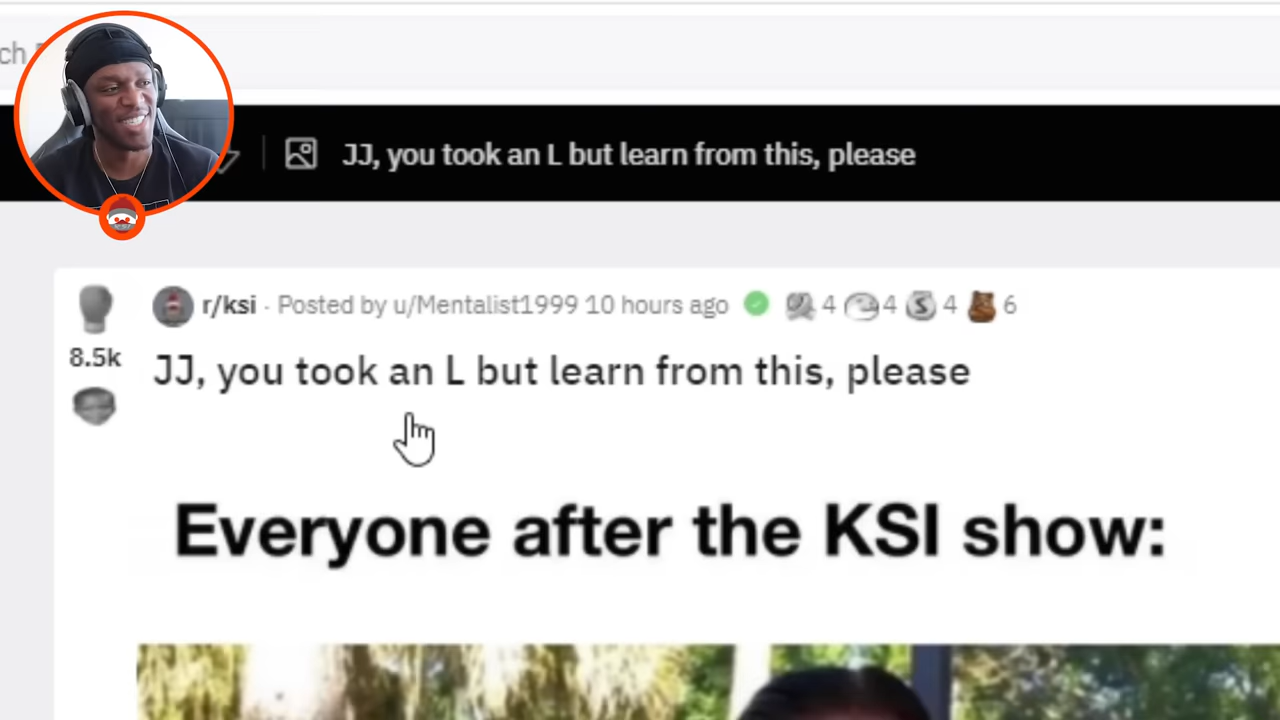 ch
JJ, you took an L but learn from this, please
r/ksi · Posted by u/Mentalist1999 10 hours ago 4 4 4 6
8.5k
JJ, you took an L but learn from this, please
Everyone after the KSI show: